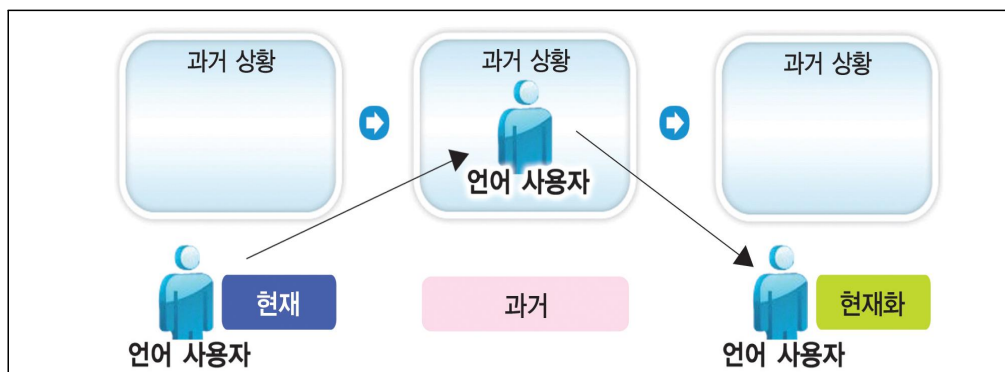 과거 상황
과거 상황
과거 상황
언어 사용자
현재
과거
현재화
언어 사용자
언어 사용자